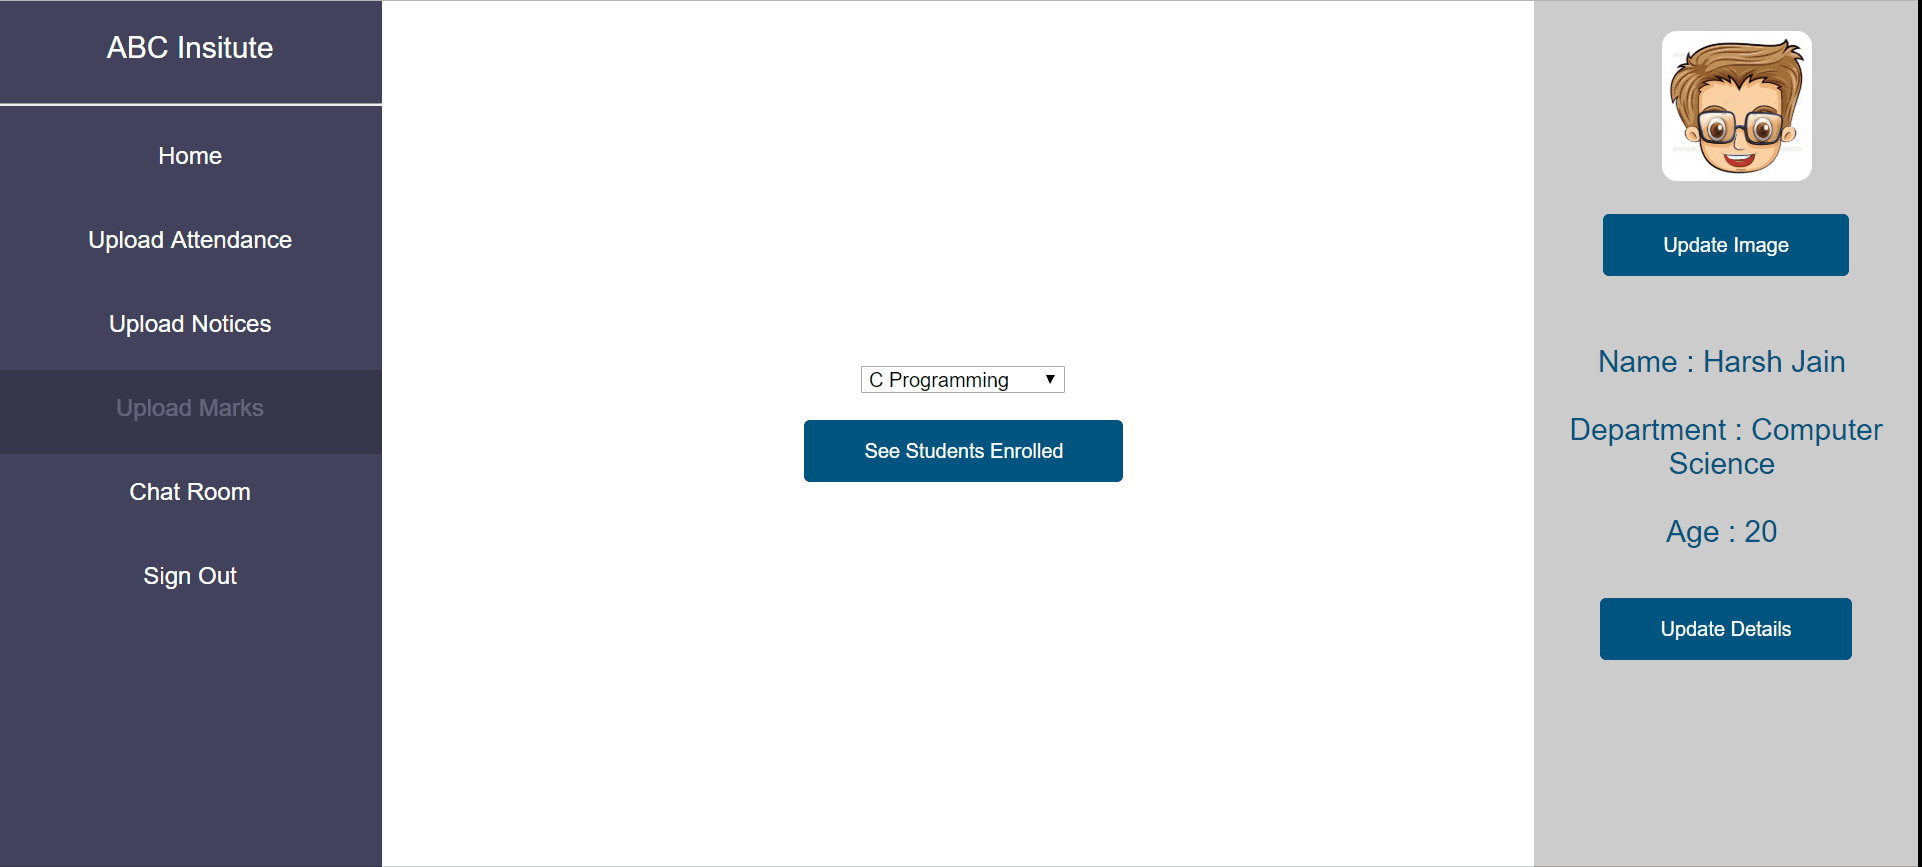 ABC Insitute
Home
Upload Attendance
Upload Notices
Upload Marks
Chat Room
Sign Out
C Programming
See Students Enrolled
Update Image
Name : Harsh Jain
Department : Computer
Science
Age : 20
Update Details